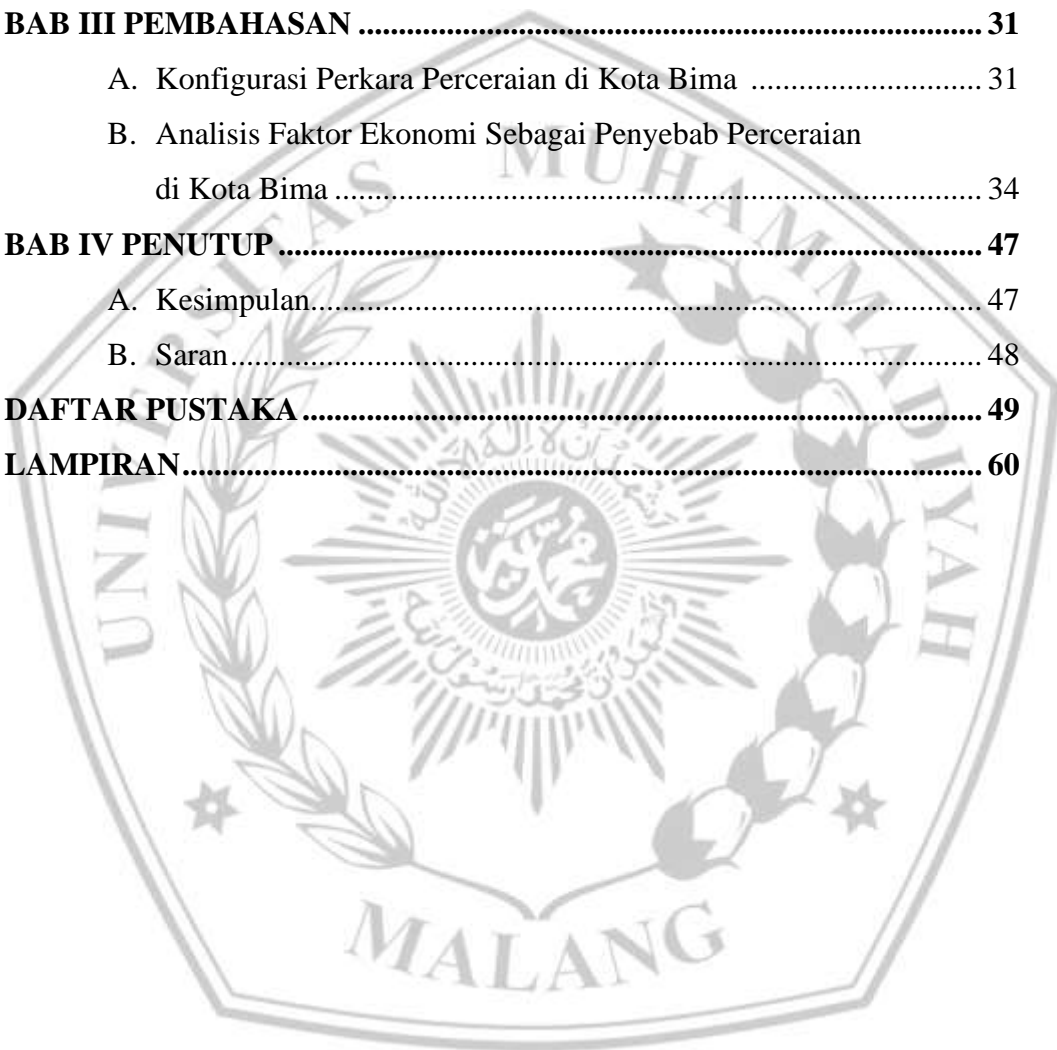 BAB III PEMBAHASAN .............................................................................. 31
A. Konfigurasi Perkara Perceraian di Kota Bima ............................. 31
B. Analisis Faktor Ekonomi Sebagai Penyebab Perceraian
di Kota Bima ................................................................................. 34
BAB IV PENUTUP ........................................................................................ 47
A. Kesimpulan.................................................................................... 47
B. Saran.............................................................................................. 48
DAFTAR PUSTAKA ..................................................................................... 49
LAMPIRAN.................................................................................................... 60
UNIVERSITAS MUHAMMADIYAH
MALANG